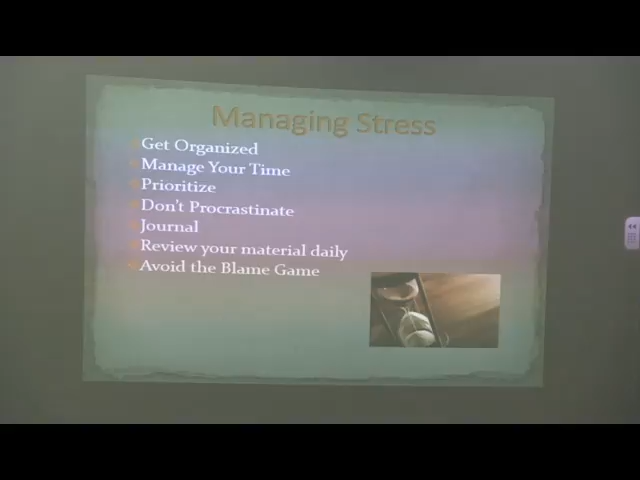 Managing Stress
Get Organized
Manage Your Time
Prioritize
Don't Procrastinate
Journal
Review your material daily
Avoid the Blame Game